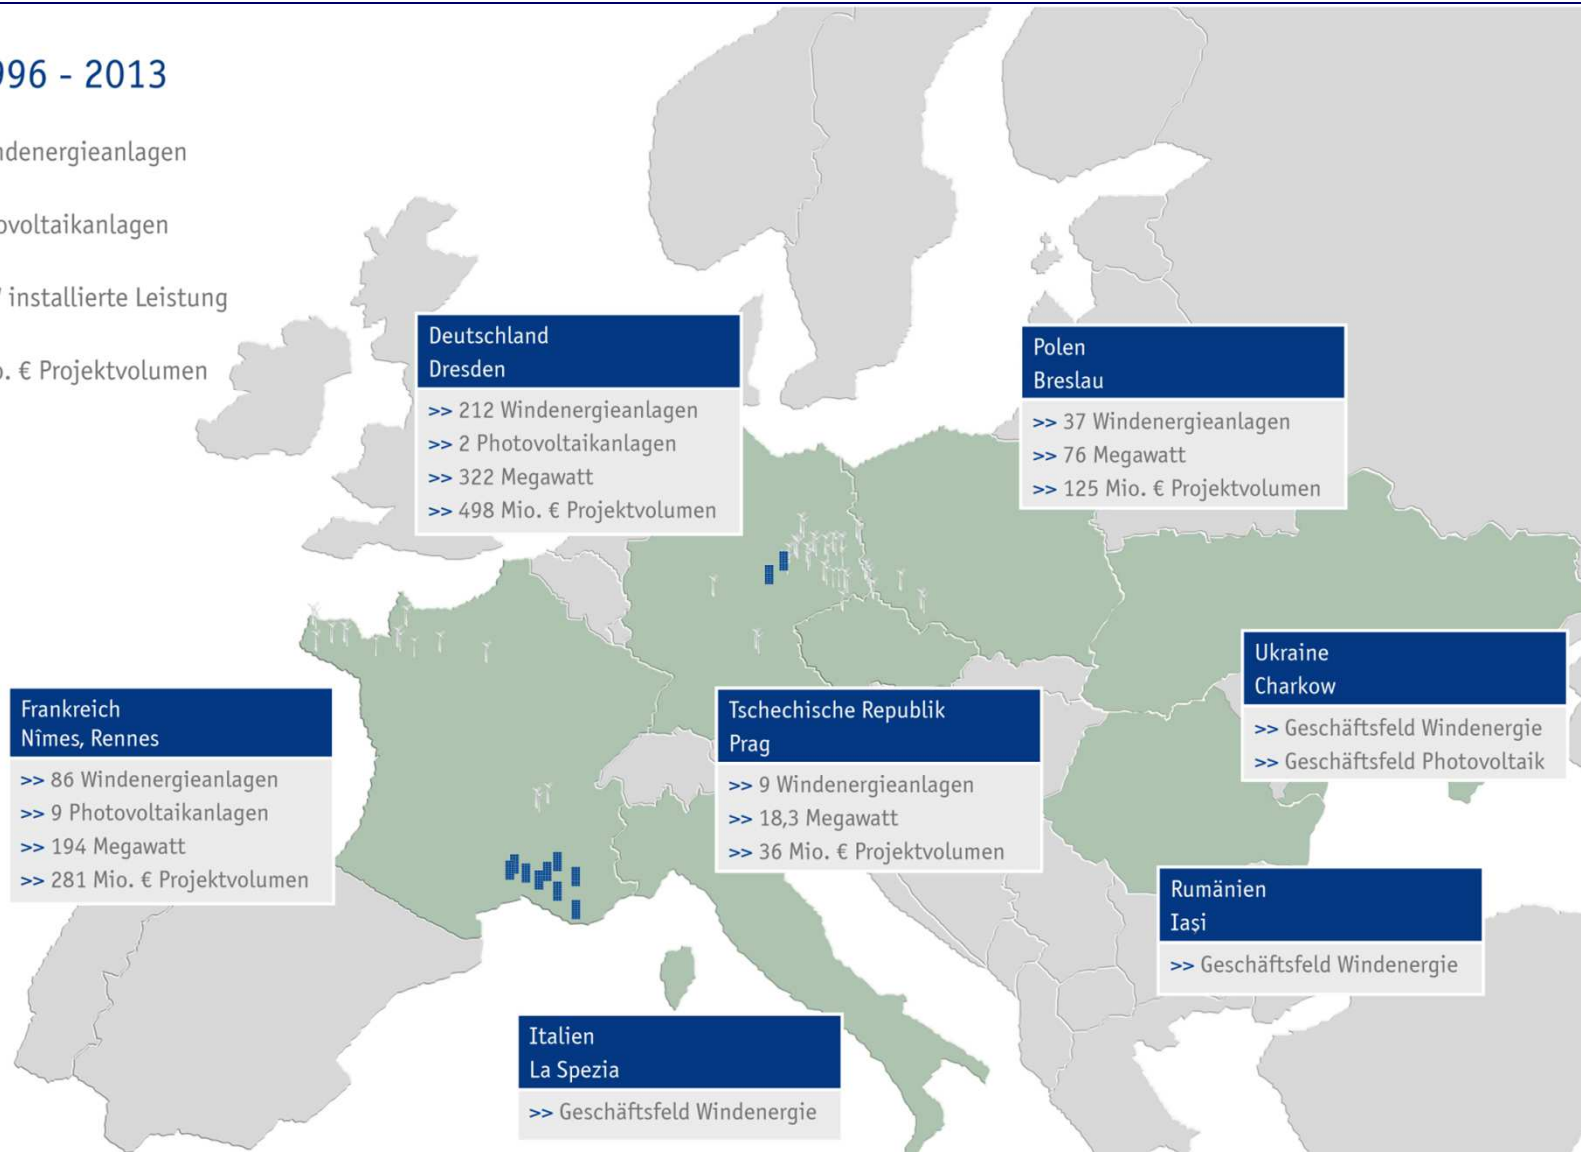 996 - 2013
ndenergieanlagen
ovoltaikanlagen
installierte Leistung
o. € Projektvolumen
Deutschland
Dresden
>> 212 Windenergieanlagen
>> 2 Photovoltaikanlagen
>> 322 Megawatt
>> 498 Mio. € Projektvolumen
Polen
Breslau
>> 37 Windenergieanlagen
>> 76 Megawatt
>> 125 Mio. € Projektvolumen
Ukraine
Charkow
>> Geschäftsfeld Windenergie
>> Geschäftsfeld Photovoltaik
Frankreich
Nîmes, Rennes
>> 86 Windenergieanlagen
>> 9 Photovoltaikanlagen
>> 194 Megawatt
>> 281 Mio. € Projektvolumen
Tschechische Republik
Prag
>> 9 Windenergieanlagen
>> 18,3 Megawatt
>> 36 Mio. € Projektvolumen
Rumänien
Iași
>> Geschäftsfeld Windenergie
Italien
La Spezia
>> Geschäftsfeld Windenergie